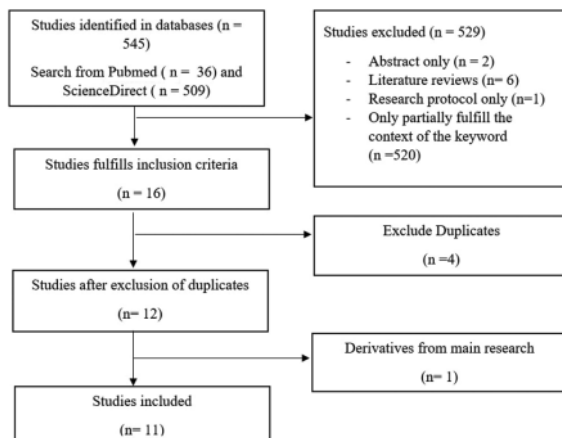 Studies identified in databases (n =
545)
Search from Pubmed ( n = 36) and
ScienceDirect ( n = 509)
Studies excluded (n = 529)
- Abstract only (n = 2)
- Literature reviews (n= 6)
- Research protocol only (n=1)
- Only partially fulfill the
context of the keyword
(n =520)
Studies fulfills inclusion criteria
(n = 16)
Exclude Duplicates
(n =4)
Studies after exclusion of duplicates
(n= 12)
Derivatives from main research
(n= 1)
Studies included
(n= 11)